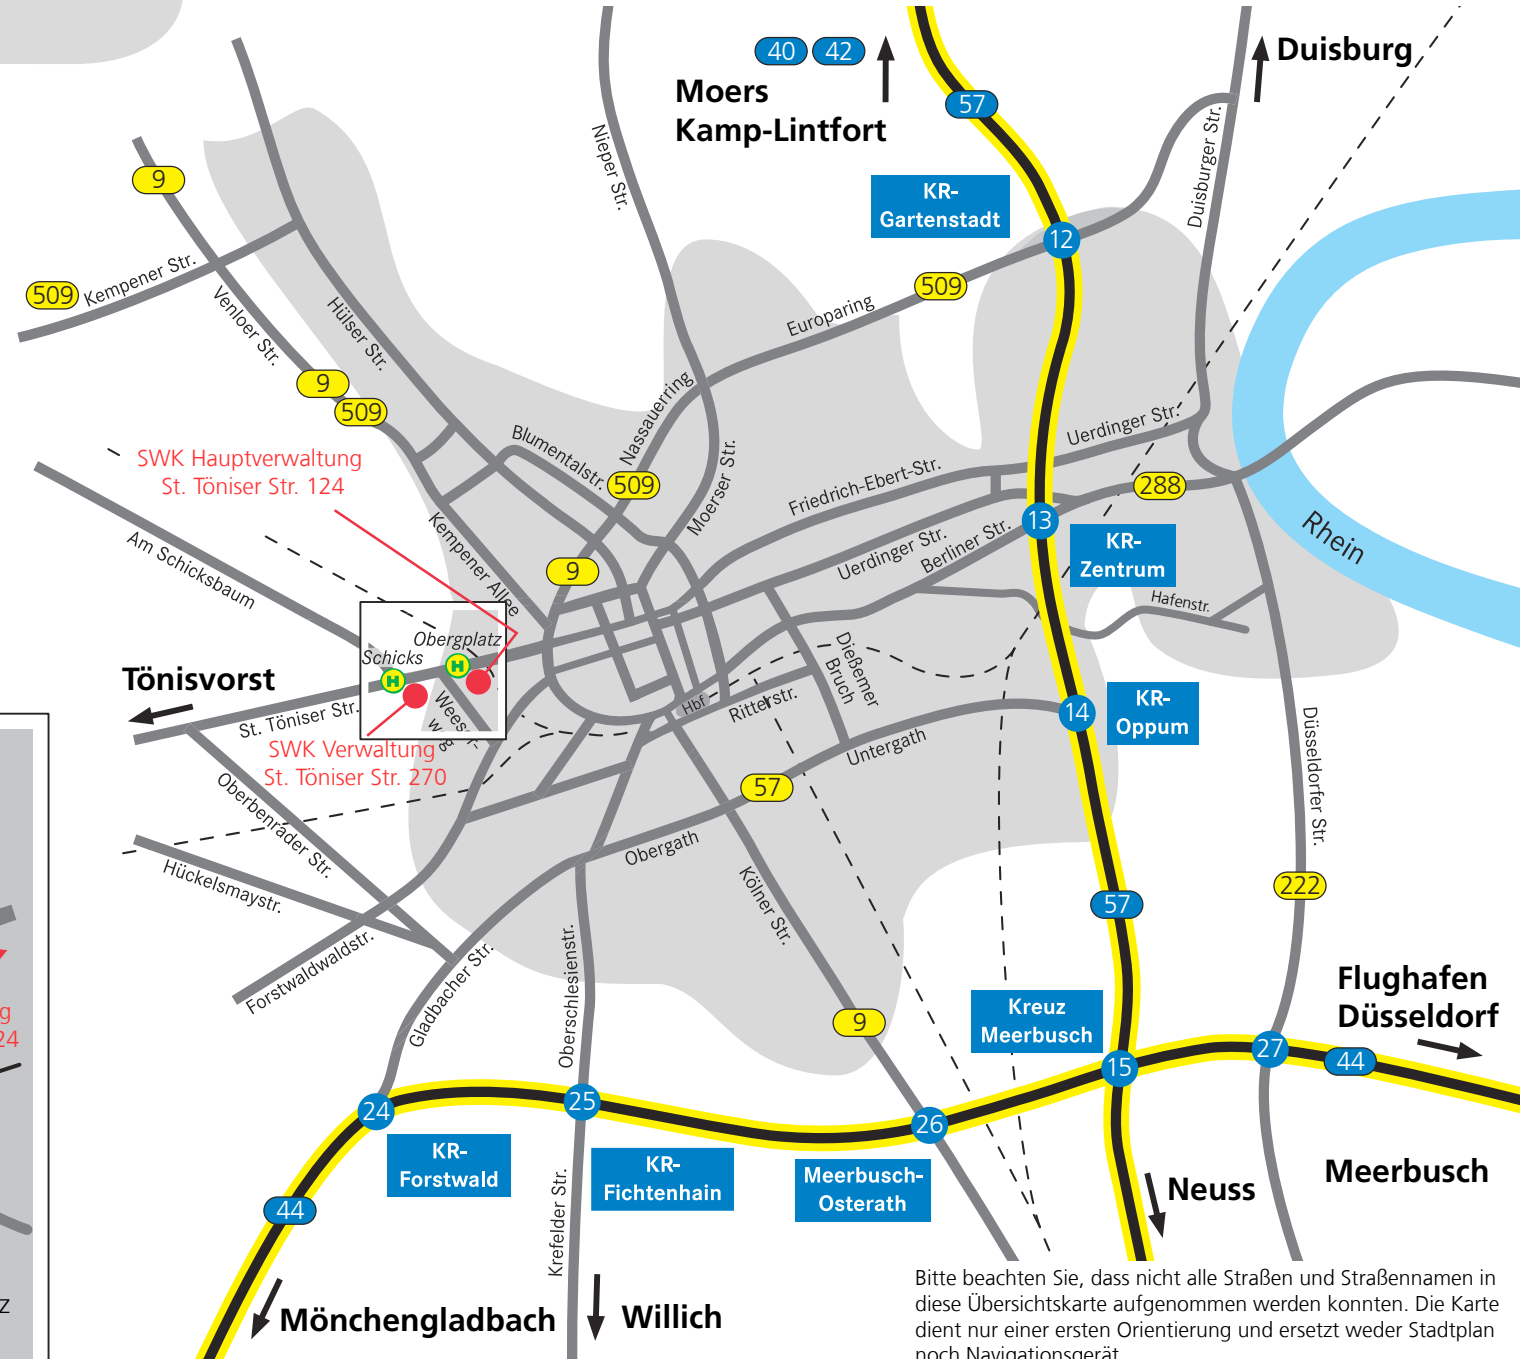 40 42
Duisburg
Moers
Kamp-Lintfort
57
Nieper Str.
Duisburger Str.
9
KR-
Gartenstadt
12
509
Kempener Str.
509
Europaring
Venloer Str.
Hülser Str.
9
509
Nassauerring
Blumentalstr.
509
Moerser Str.
Uerdinger Str.
Friedrich-Ebert-Str.
288
SWK Hauptverwaltung
St. Töniser Str. 124
Kempener Allee
13
KR-
Zentrum
Rhein
Uerdinger Str.
Berliner Str.
Am Schicksbaum
9
Hafenstr.
Obergplatz
Schicks
H
H
Dießemer
Bruch
Tönisvorst
St. Töniser Str.
Weeser-
Hbf
Ritterstr.
14
KR-
Oppum
SWK Verwaltung
St. Töniser Str. 270
Untergath
57
Düsseldorfer Str.
Oberbenrader Str.
Obergath
Hückelsmaystr.
Kölner Str.
222
57
Forstwaldwaldstr.
Gladbacher Str.
Oberschlesienstr.
9
Kreuz
Meerbusch
Flughafen
Düsseldorf
g
24
15
27
44
24
25
26
KR-
Forstwald
KR-
Fichtenhain
Meerbusch-
Osterath
Meerbusch
Neuss
44
Krefelder Str.
z
Mönchengladbach
Willich
Bitte beachten Sie, dass nicht alle Straßen und Straßennamen in
diese Übersichtskarte aufgenommen werden konnten. Die Karte
dient nur einer ersten Orientierung und ersetzt weder Stadtplan
noch Navigationsgerät